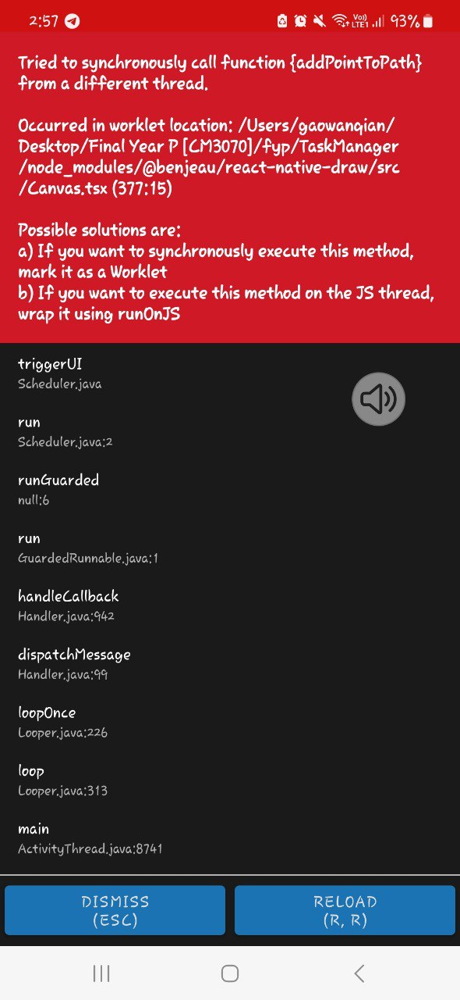 2:57
Vo))
LTE1
93%
Tried to synchronously call function {addPointToPath}
from a different thread.
Occurred in worklet location: /Users/gaowanqian/
Desktop/Final Year P [CM3070]/fyp/TaskManager
/node_modules/@benjeau/react-native-draw/src
/Canvas.tsx (377:15)
Possible solutions are:
a) If you want to synchronously execute this method,
mark it as a Worklet
b) If you want to execute this method on the JS thread,
wrap it using runOnJS
triggerUI
Scheduler.java
run
Scheduler.java:2
runGuarded
null:6
run
GuardedRunnable.java:1
handleCallback
Handler.java:942
dispatchMessage
Handler.java:99
loopOnce
Looper.java:226
loop
Looper.java:313
main
ActivityThread.java:8741
DISMISS
(ESC)
RELOAD
(R, R)